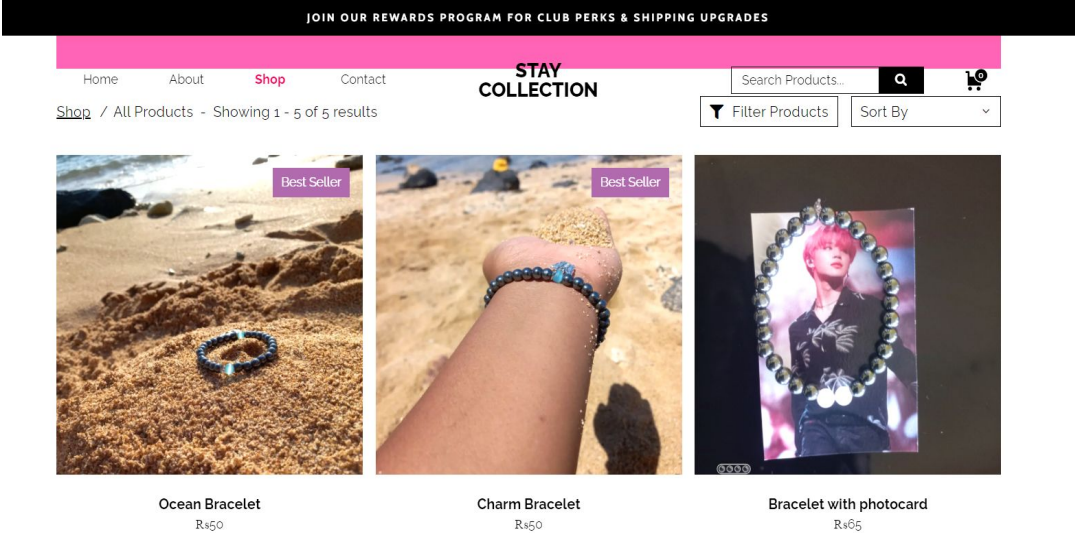 JOIN OUR REWARDS PROGRAM FOR CLUB PERKS & SHIPPING UPGRADES
Home
About
Shop
Contact
STAY
COLLECTION
Search Products...
0
Shop / All Products - Showing 1 - 5 of 5 results
Filter Products
Sort By
Best Seller
Best Seller
Ocean Bracelet
Charm Bracelet
Bracelet with photocard
Rs50
Rs50
Rs65